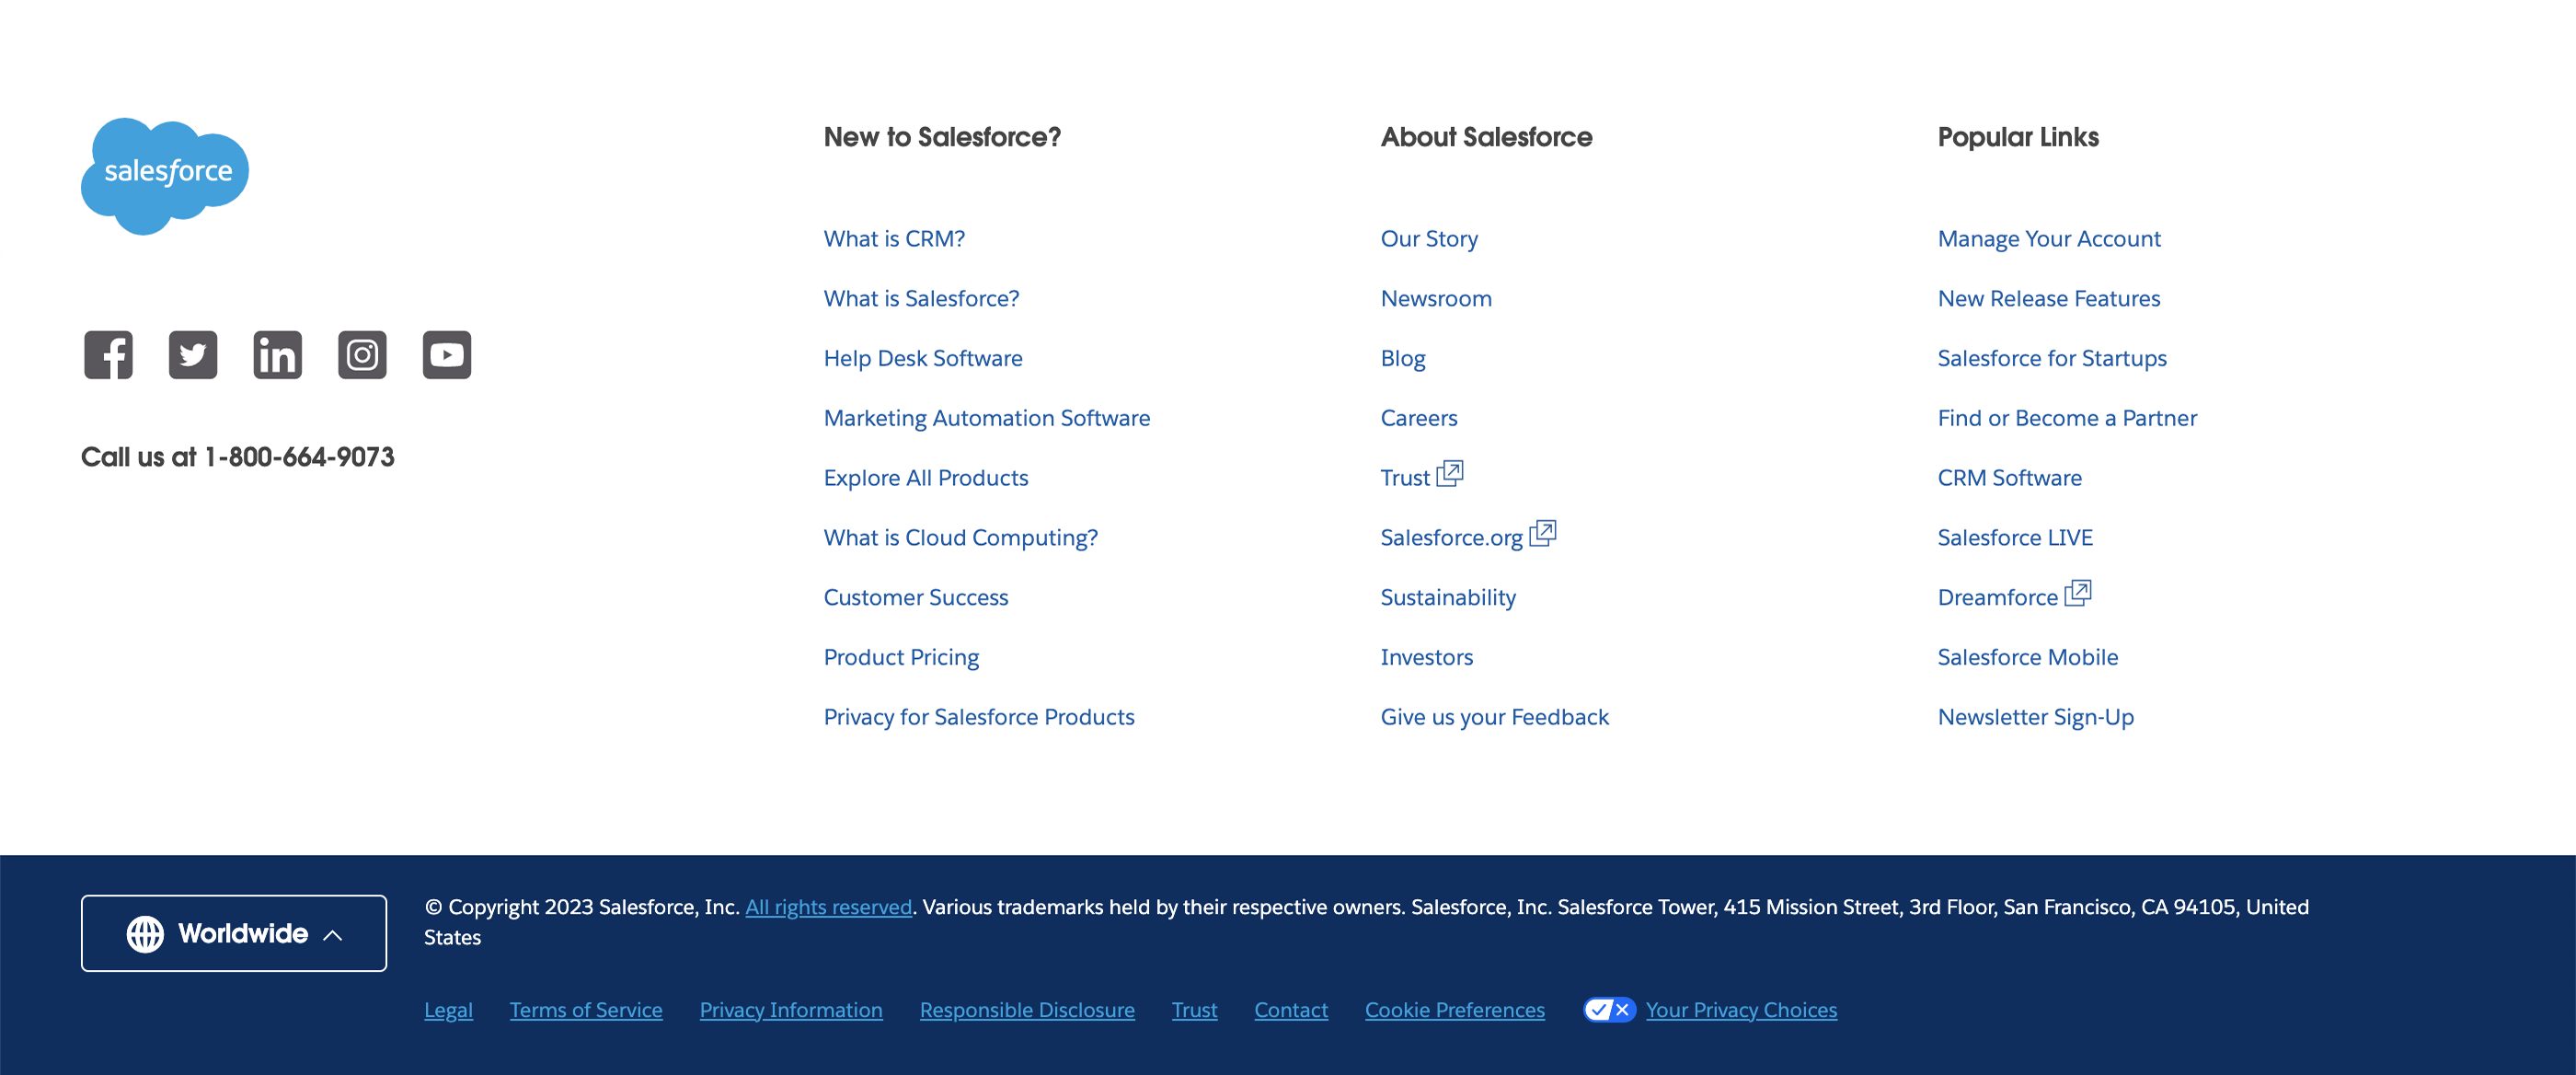 salesforce
Call us at 1-800-664-9073
New to Salesforce?
What is CRM?
What is Salesforce?
Help Desk Software
Marketing Automation Software
Explore All Products
What is Cloud Computing?
Customer Success
Product Pricing
Privacy for Salesforce Products
About Salesforce
Our Story
Newsroom
Blog
Careers
Trust
Salesforce.org
Sustainability
Investors
Give us your Feedback
Popular Links
Manage Your Account
New Release Features
Salesforce for Startups
Find or Become a Partner
CRM Software
Salesforce LIVE
Dreamforce
Salesforce Mobile
Newsletter Sign-Up
Worldwide
© Copyright 2023 Salesforce, Inc. All rights reserved. Various trademarks held by their respective owners. Salesforce, Inc. Salesforce Tower, 415 Mission Street, 3rd Floor, San Francisco, CA 94105, United
States
Legal Terms of Service Privacy Information Responsible Disclosure Trust Contact Cookie Preferences Your Privacy Choices